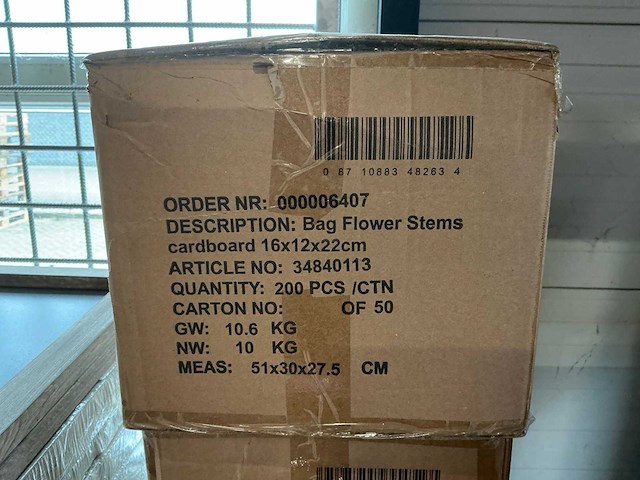 0 87 10883 48263 4
ORDER NR: 000006407
DESCRIPTION: Bag Flower Stems
cardboard 16x12x22cm
ARTICLE NO: 34840113
QUANTITY: 200 PCS /CTN
CARTON NO: OF 50
GW: 10.6 KG
NW: 10 KG
MEAS: 51x30x27.5 CM